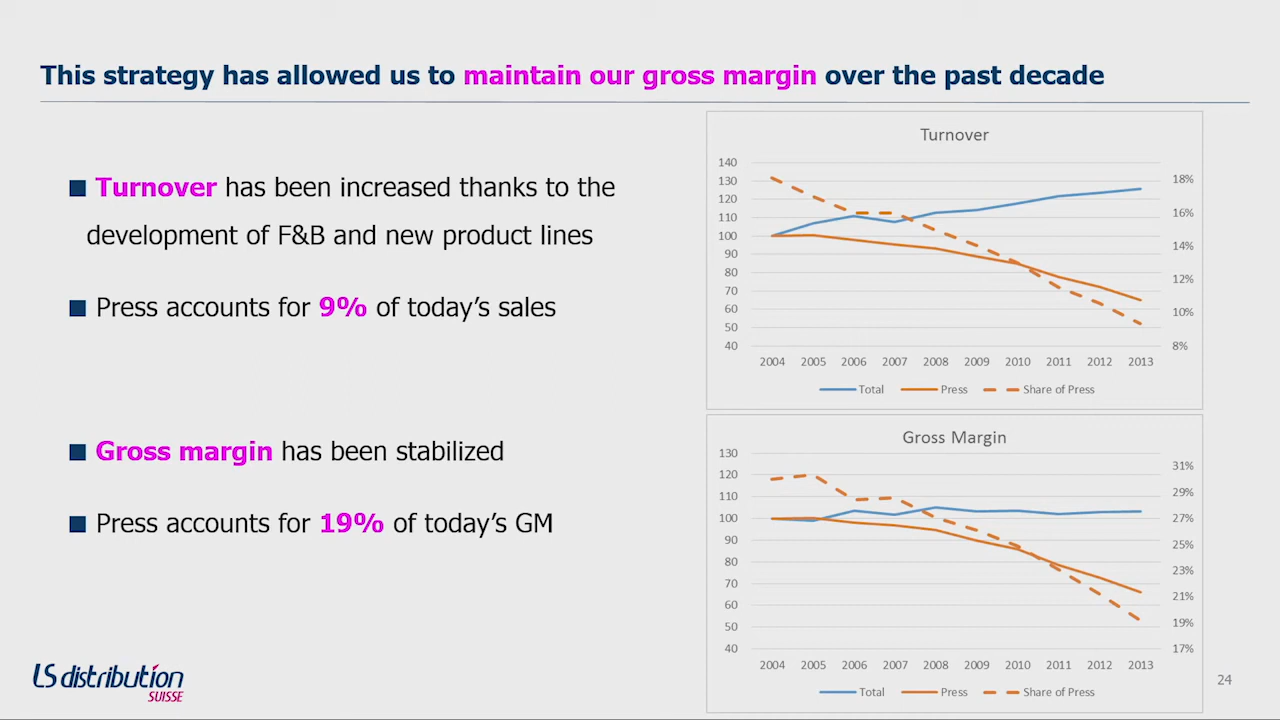 This strategy has allowed us to maintain our gross margin over the past decade
■ Turnover has been increased thanks to the
development of F&B and new product lines
■ Press accounts for 9% of today’s sales
■ Gross margin has been stabilized
■ Press accounts for 19% of today’s GM
Turnover
140
130
120
110
100
90
80
70
60
50
40
18%
16%
14%
12%
10%
8%
2004 2005 2006 2007 2008 2009 2010 2011 2012 2013
Total Press Share of Press
Gross Margin
130
120
110
100
90
80
70
60
50
40
31%
29%
27%
25%
23%
21%
19%
17%
2004 2005 2006 2007 2008 2009 2010 2011 2012 2013
Total Press Share of Press
LS distribution
SUISSE
24